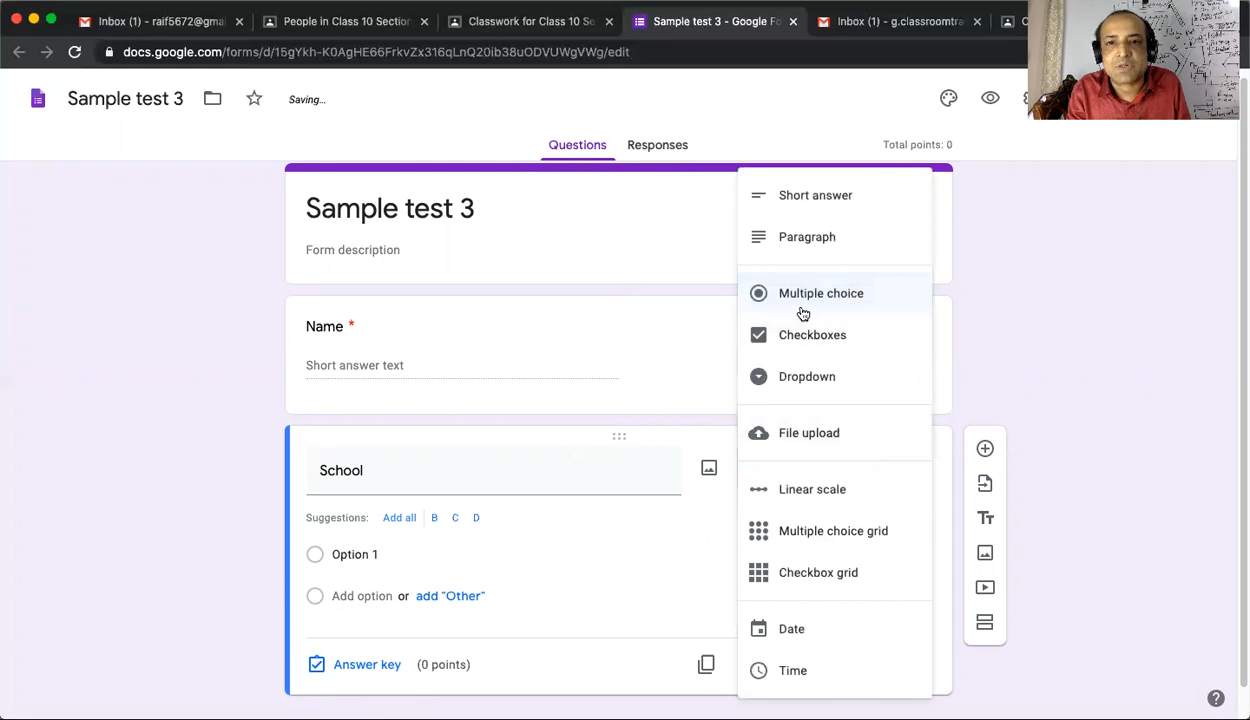 Inbox (1) - raif5672@gmai
People in Class 10 Section
Classwork for Class 10 Se
Sample test 3 - Google Fo
Inbox (1) - g.classroomtra
docs.google.com/forms/d/15gYkh-K0AgHE66FrkvZx316qLnQ20ib38uODVUWgVWg/edit
Sample test 3
Saving...
Questions
Responses
Total points: 0
Sample test 3
Form description
Name *
Short answer text
School
Suggestions: Add all B C D
Option 1
Add option or add "Other"
Answer key (0 points)
Short answer
Paragraph
Multiple choice
Checkboxes
Dropdown
File upload
Linear scale
Multiple choice grid
Checkbox grid
Date
Time